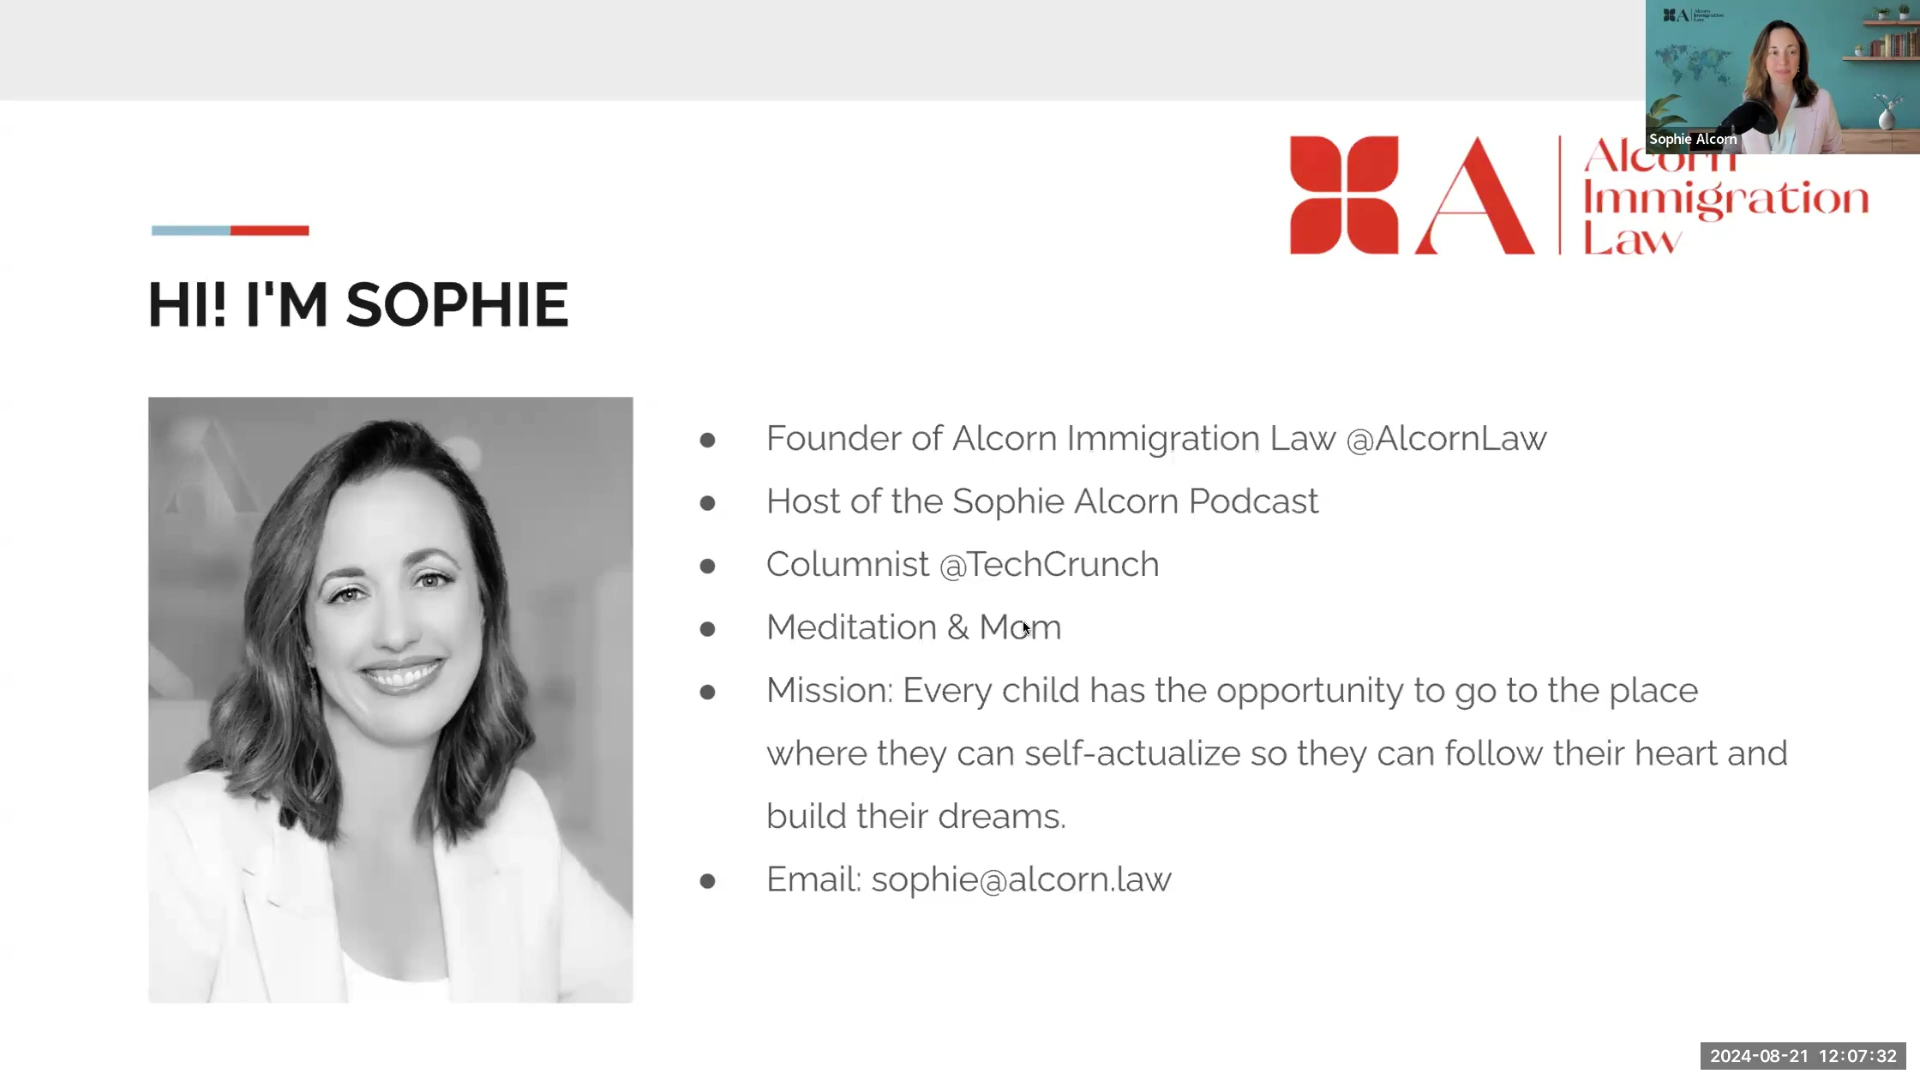 Alcorn
Immigration
Law
Sophie Alcorn
Alcorn
Immigration
Law
HI! I'M SOPHIE
● Founder of Alcorn Immigration Law @AlcornLaw
● Host of the Sophie Alcorn Podcast
● Columnist @TechCrunch
● Meditation & Mom
● Mission: Every child has the opportunity to go to the place
where they can self-actualize so they can follow their heart and
build their dreams.
● Email: sophie@alcorn.law
2024-08-21 12:07:32